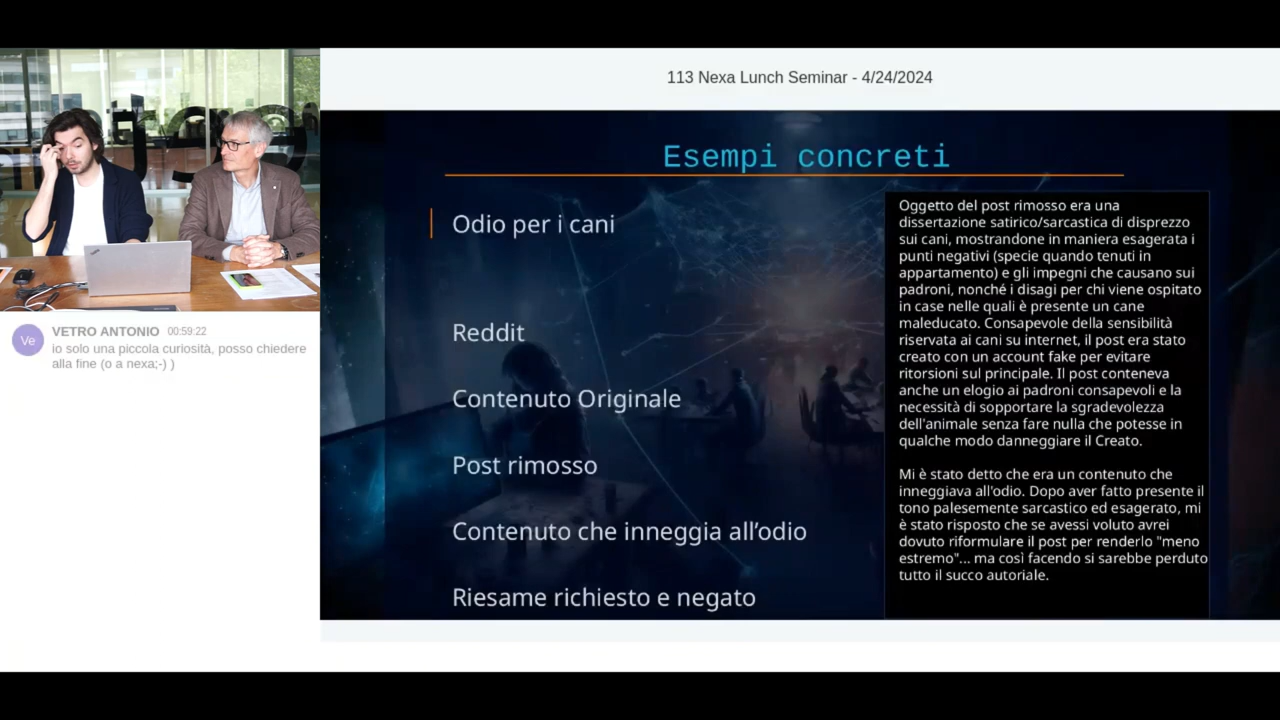 113 Nexa Lunch Seminar - 4/24/2024
Esempi concreti
Odio per i cani
Reddit
Contenuto Originale
Post rimosso
Contenuto che inneggia all’odio
Riesame richiesto e negato
Oggetto del post rimosso era una
dissertazione satirico/sarcastica di disprezzo
sui cani, mostrandone in maniera esagerata i
punti negativi (specie quando tenuti in
appartamento) e gli impegni che causano sui
padroni, nonché i disagi per chi viene ospitato
in case nelle quali è presente un cane
maleducato. Consapevole della sensibilità
riservata ai cani su internet, il post era stato
creato con un account fake per evitare
ritorsioni sul principale. Il post conteneva
anche un elogio ai padroni consapevoli e la
necessità di sopportare la sgradevolezza
dell'animale senza fare nulla che potesse in
qualche modo danneggiare il Creato.
Mi è stato detto che era un contenuto che
inneggiava all'odio. Dopo aver fatto presente il
tono palesemente sarcastico ed esagerato, mi
è stato risposto che se avessi voluto avrei
dovuto riformulare il post per renderlo "meno
estremo"... ma così facendo si sarebbe perduto
tutto il succo autoriale.
Ve
VETRO ANTONIO 00:59:22
io solo una piccola curiosità, posso chiedere
alla fine (o a nexa;-) )